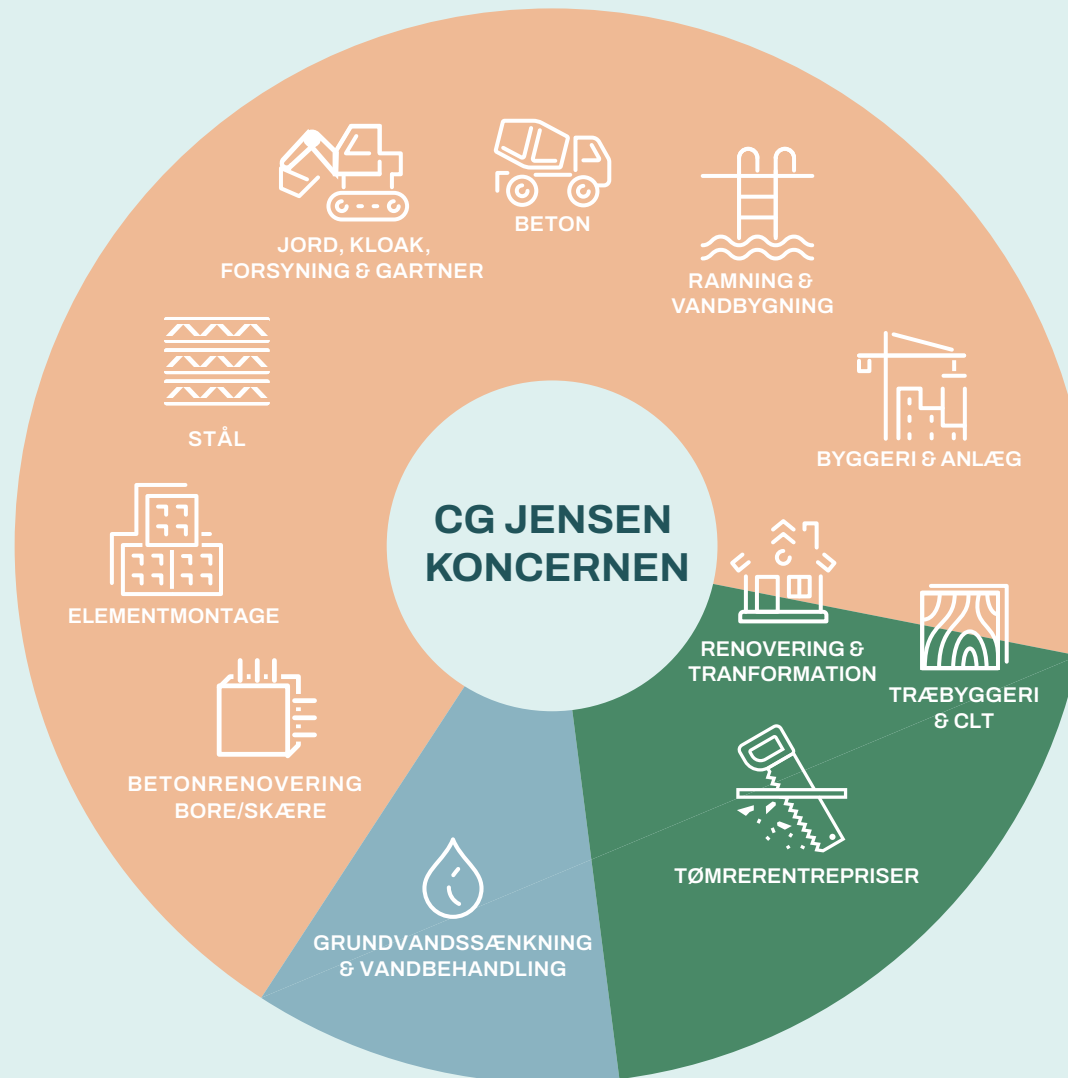 JORD, KLOAK,
FORSYNING & GARTNER
BETON
RAMNING &
VANDBYGNING
STÅL
BYGGERI & ANLÆG
CG JENSEN
KONCERNEN
ELEMENTMONTAGE
RENOVERING &
TRANFORMATION
TRÆBYGGERI
& CLT
BETONRENOVERING
BORE/SKÆRE
TØMRERENTREPRISER
GRUNDVANDSSÆNKNING
& VANDBEHANDLING